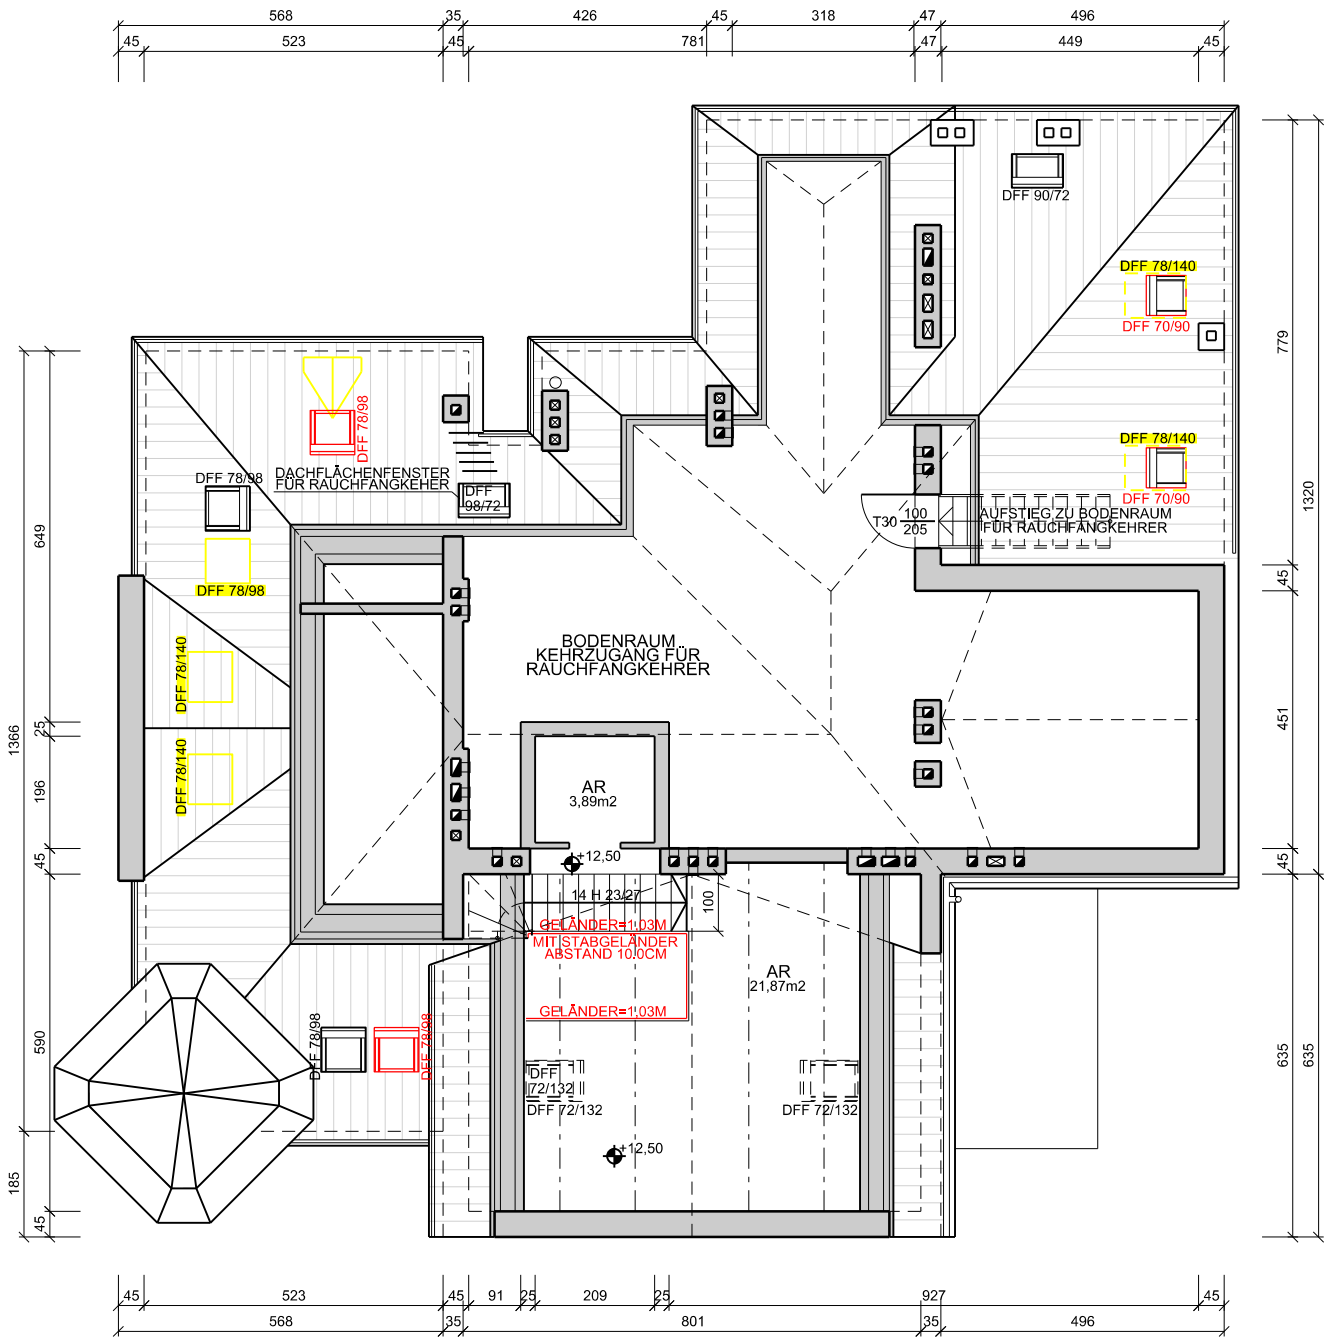 568
35
426
45
318
47
496
45
523
45
781
47
449
45
DFF 90/72
DFF 78/140
DFF 70/90
779
1320
DFF 78/98
DFF 78/98
DACHFLÄCHENFENSTER
FÜR RAUCHFANGKEHER
DFF
98/72
DFF 78/140
DFF 70/90
T30
100
205
AUFSTIEG ZU BODENRAUM
FÜR RAUCHFANGKEHRER
649
DFF 78/98
45
BODENRAUM
KEHRZUGANG FÜR
RAUCHFANGKEHRER
DFF 78/140
DFF 78/140
1366
25
451
196
AR
3,89m2
45
+12,50
45
14 H 23/27
100
GELÄNDER=1,03M
MIT STABGELÄNDER
ABSTAND 10.0CM
GELÄNDER=1,03M
AR
21,87m2
590
DFF 78/98
DFF 78/98
635
635
DFF
72/132
DFF 72/132
DFF 72/132
+12,50
185
45
45
523
45
91
25
209
25
927
45
568
35
801
35
496